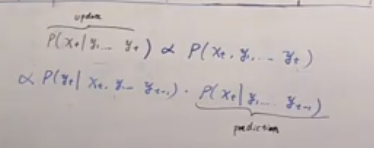 update
P(x_t | y_1 ... y_t) ∝ P(x_t, y_1, ... y_t)
∝ P(y_t | x_t, y_1 ... y_{t-1}) · P(x_t | y_1, ... y_{t-1})
prediction